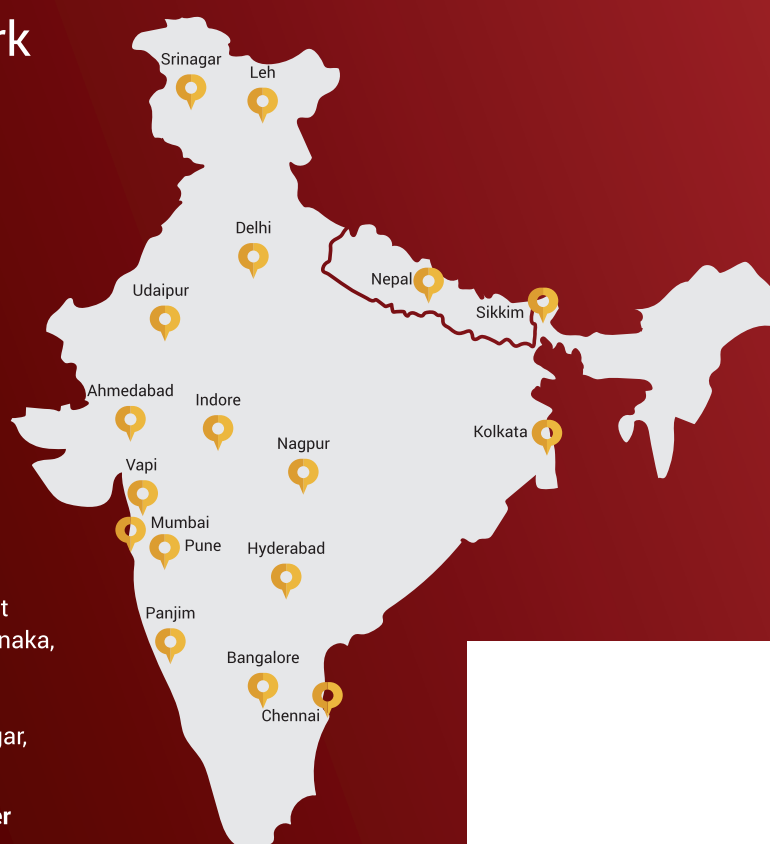 rk
Srinagar
Leh
Delhi
Nepal
Udaipur
Sikkim
Ahmedabad
Indore
Kolkata
Nagpur
Vapi
Mumbai
Pune
Hyderabad
t
Panjim
naka,
Bangalore
Chennai
gar,
er